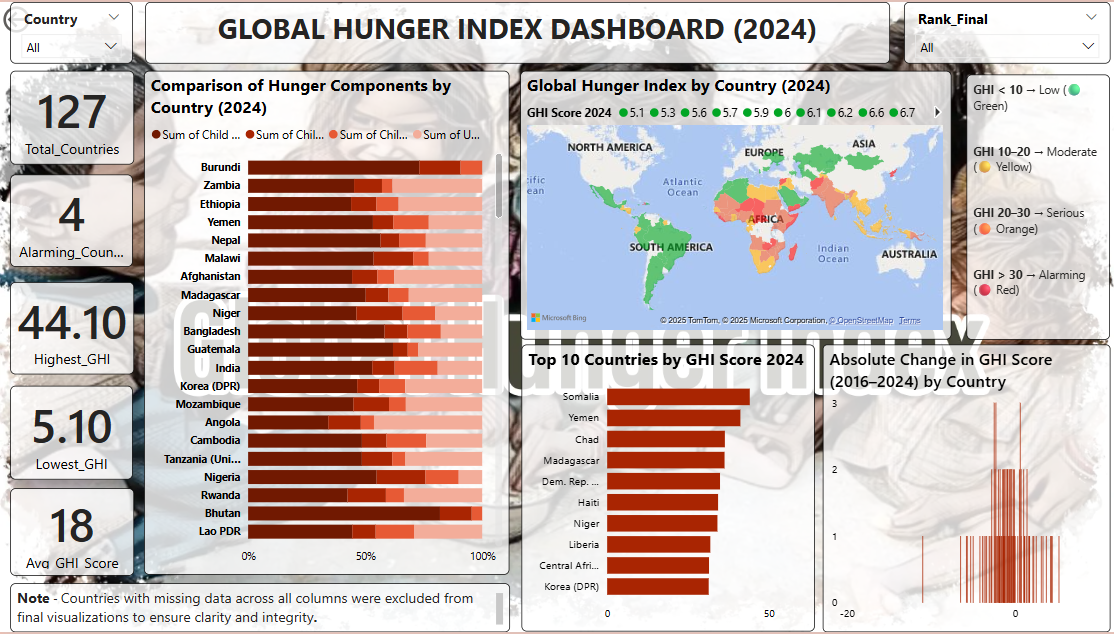 Country
All
GLOBAL HUNGER INDEX DASHBOARD (2024)
Rank_Final
All
127
Total_Countries
4
Alarming_Coun...
44.10
Highest_GHI
5.10
Lowest_GHI
18
Avg_GHI_Score
Comparison of Hunger Components by
Country (2024)
Sum of Child ... Sum of Chil... Sum of Chil... Sum of U...
Burundi
Zambia
Ethiopia
Yemen
Nepal
Malawi
Afghanistan
Madagascar
Niger
Bangladesh
Guatemala
India
Korea (DPR)
Mozambique
Angola
Cambodia
Tanzania (Uni...
Nigeria
Rwanda
Bhutan
Lao PDR
0% 50% 100%
Global Hunger Index by Country (2024)
GHI Score 2024 5.1 5.3 5.6 5.7 5.9 6 6.1 6.2 6.6 6.7
NORTH AMERICA
EUROPE
ASIA
cific
ean
Atlantic
Ocean
AFRICA
SOUTH AMERICA
Indian
Ocean
AUSTRALIA
Microsoft Bing
© 2025 TomTom, © 2025 Microsoft Corporation, © OpenStreetMap Terms
GHI < 10 → Low (
Green)
GHI 10–20 → Moderate
( Yellow)
GHI 20–30 → Serious
( Orange)
GHI > 30 → Alarming
( Red)
Top 10 Countries by GHI Score 2024
Somalia
Yemen
Chad
Madagascar
Dem. Rep. ...
Haiti
Niger
Liberia
Central Afri...
Korea (DPR)
0 50
Absolute Change in GHI Score
(2016–2024) by Country
3
2
1
0
-20 0
Note - Countries with missing data across all columns were excluded from
final visualizations to ensure clarity and integrity.